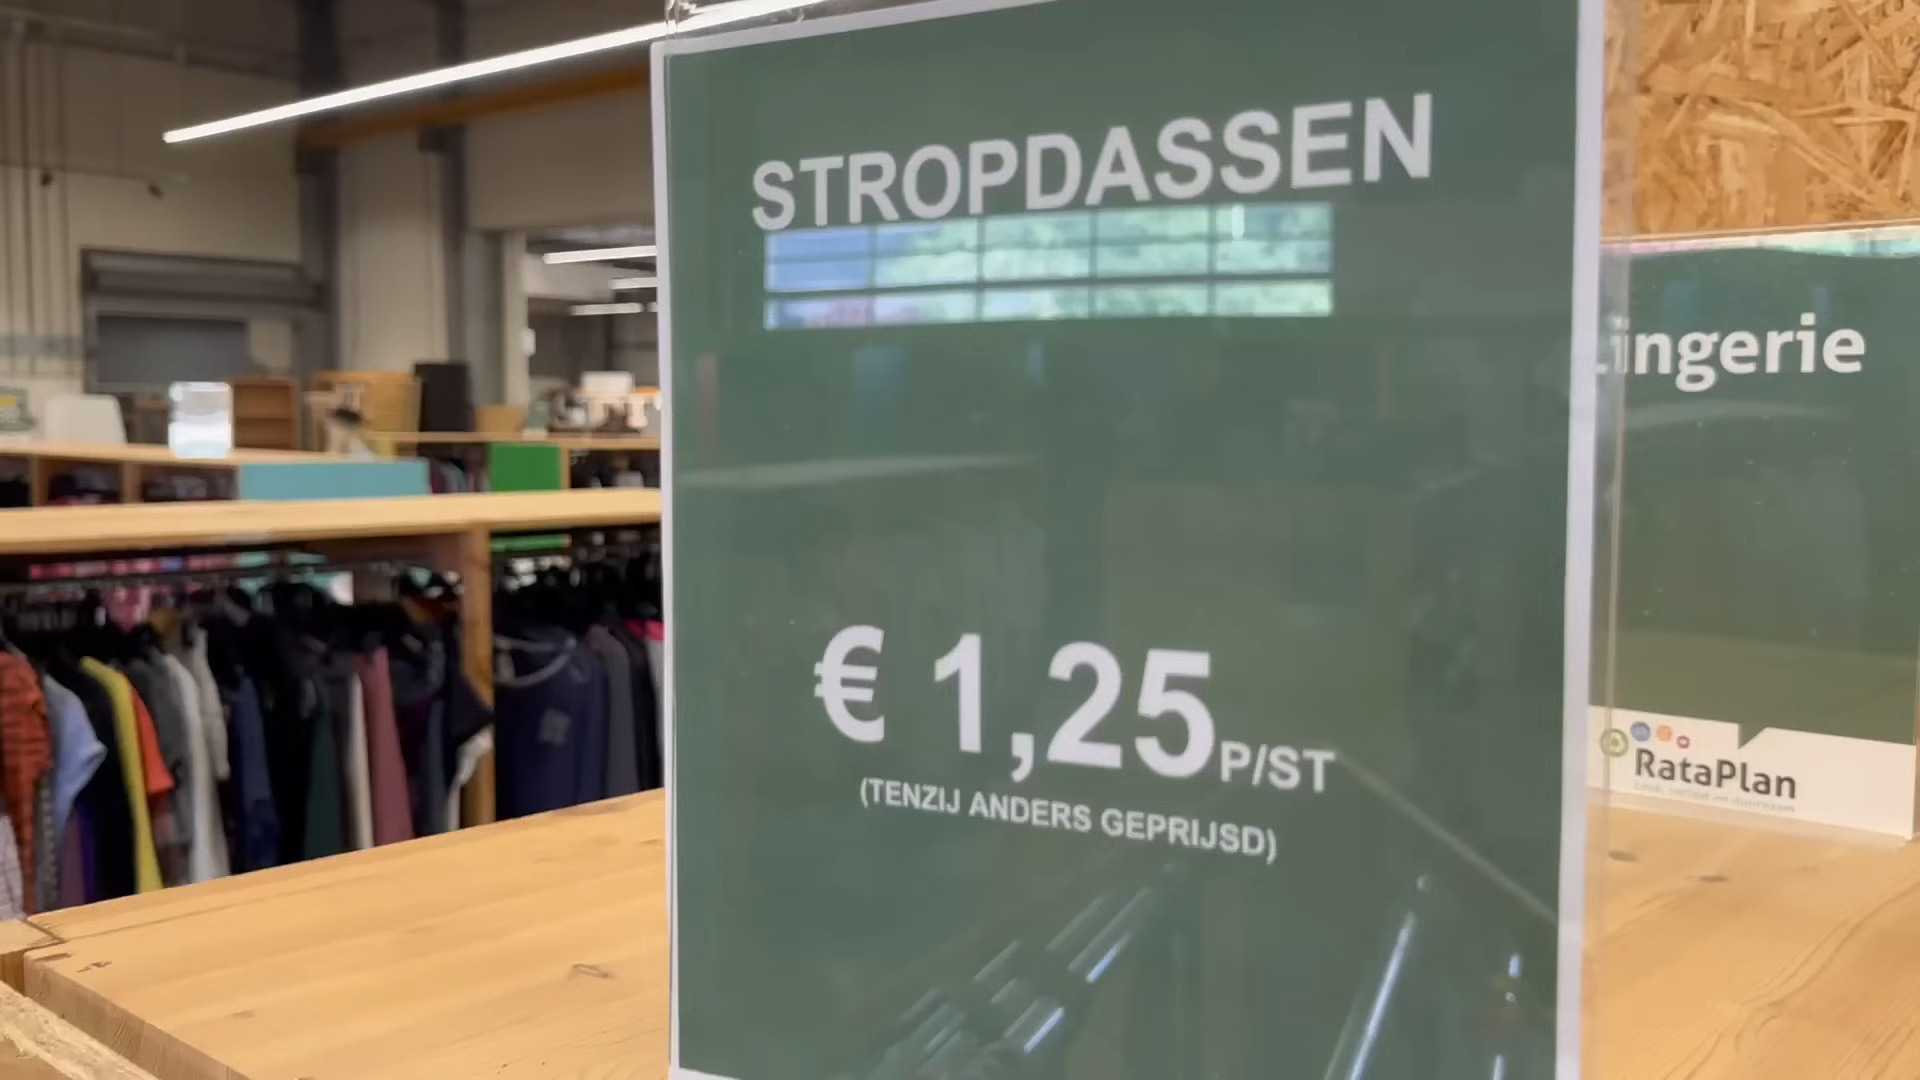 STROPDASSEN
€ 1,25 P/ST
(TENZIJ ANDERS GEPRIJSD)
Lingerie
RataPlan